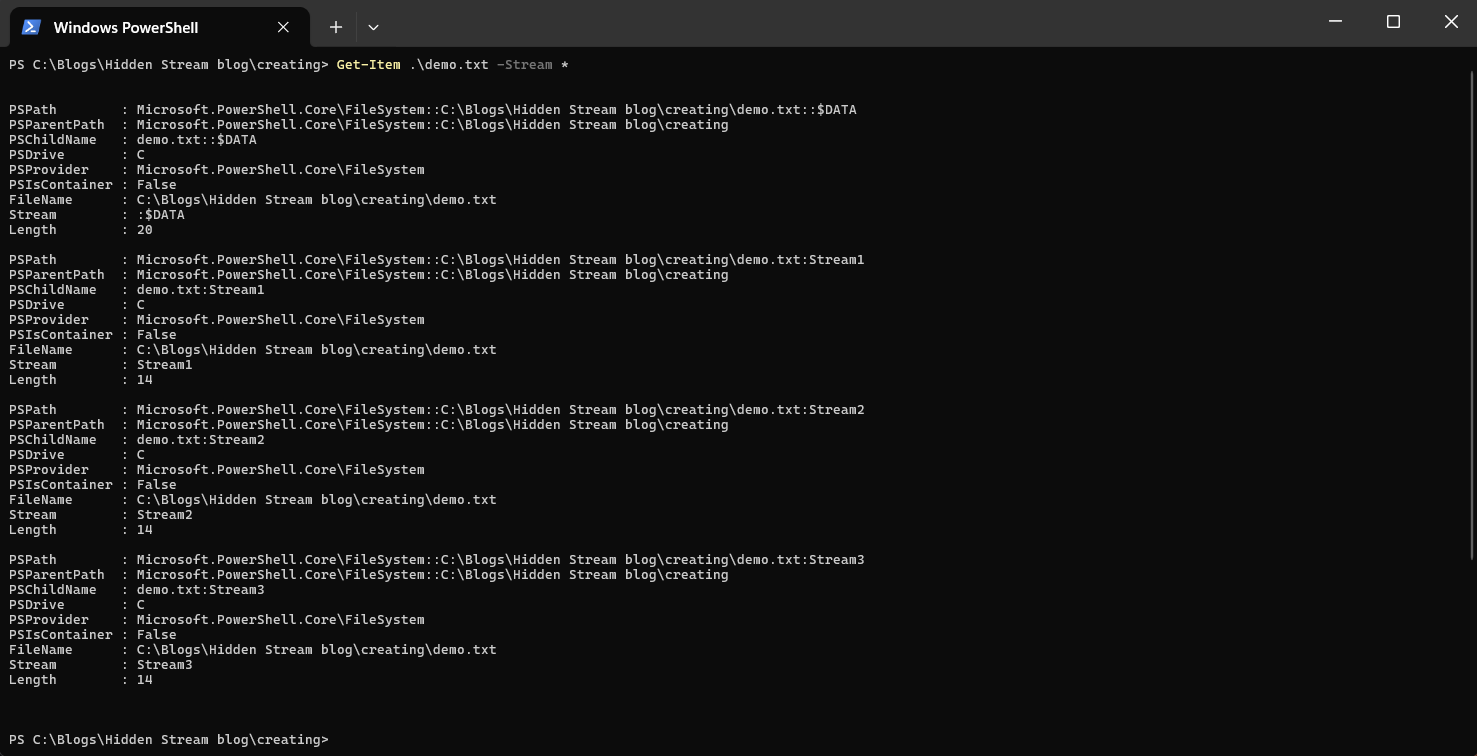 Windows PowerShell
PS C:\Blogs\Hidden Stream blog\creating> Get-Item .\demo.txt -Stream *
PSPath        : Microsoft.PowerShell.Core\FileSystem::C:\Blogs\Hidden Stream blog\creating\demo.txt::$DATA
PSParentPath  : Microsoft.PowerShell.Core\FileSystem::C:\Blogs\Hidden Stream blog\creating
PSChildName   : demo.txt::$DATA
PSDrive       : C
PSProvider    : Microsoft.PowerShell.Core\FileSystem
PSIsContainer : False
FileName      : C:\Blogs\Hidden Stream blog\creating\demo.txt
Stream        : :$DATA
Length        : 20
PSPath        : Microsoft.PowerShell.Core\FileSystem::C:\Blogs\Hidden Stream blog\creating\demo.txt:Stream1
PSParentPath  : Microsoft.PowerShell.Core\FileSystem::C:\Blogs\Hidden Stream blog\creating
PSChildName   : demo.txt:Stream1
PSDrive       : C
PSProvider    : Microsoft.PowerShell.Core\FileSystem
PSIsContainer : False
FileName      : C:\Blogs\Hidden Stream blog\creating\demo.txt
Stream        : Stream1
Length        : 14
PSPath        : Microsoft.PowerShell.Core\FileSystem::C:\Blogs\Hidden Stream blog\creating\demo.txt:Stream2
PSParentPath  : Microsoft.PowerShell.Core\FileSystem::C:\Blogs\Hidden Stream blog\creating
PSChildName   : demo.txt:Stream2
PSDrive       : C
PSProvider    : Microsoft.PowerShell.Core\FileSystem
PSIsContainer : False
FileName      : C:\Blogs\Hidden Stream blog\creating\demo.txt
Stream        : Stream2
Length        : 14
PSPath        : Microsoft.PowerShell.Core\FileSystem::C:\Blogs\Hidden Stream blog\creating\demo.txt:Stream3
PSParentPath  : Microsoft.PowerShell.Core\FileSystem::C:\Blogs\Hidden Stream blog\creating
PSChildName   : demo.txt:Stream3
PSDrive       : C
PSProvider    : Microsoft.PowerShell.Core\FileSystem
PSIsContainer : False
FileName      : C:\Blogs\Hidden Stream blog\creating\demo.txt
Stream        : Stream3
Length        : 14
PS C:\Blogs\Hidden Stream blog\creating>